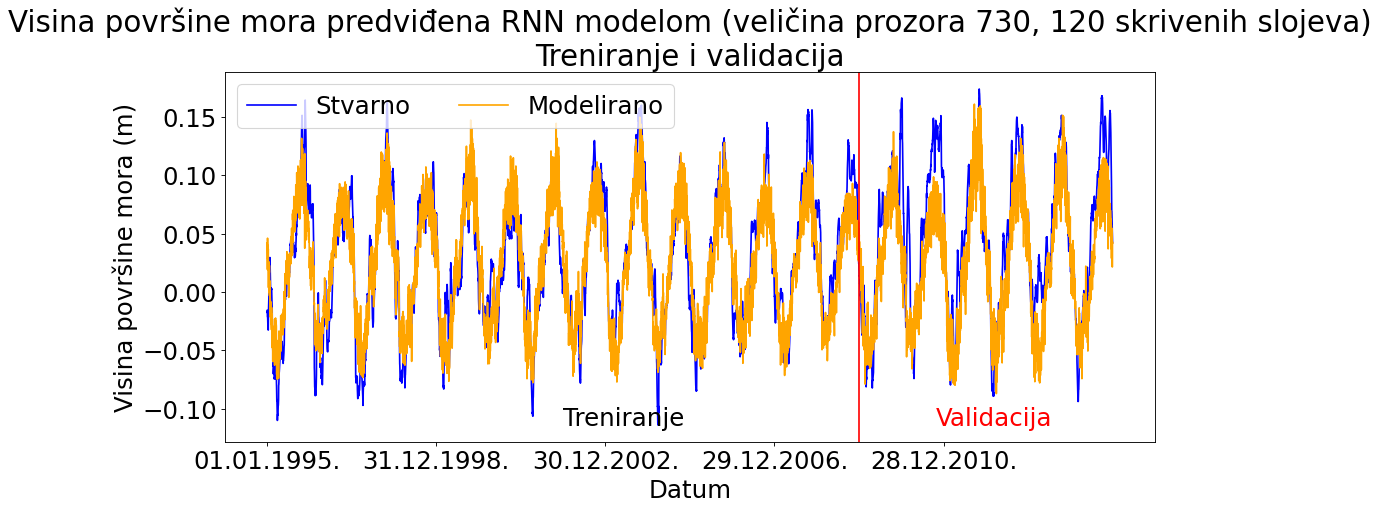 Visina površine mora predviđena RNN modelom (veličina prozora 730, 120 skrivenih slojeva)
Treniranje i validacija
Stvarno
Modelirano
Visina površine mora (m)
0.15
0.10
0.05
0.00
−0.05
−0.10
Treniranje
Validacija
01.01.1995.
31.12.1998.
30.12.2002.
29.12.2006.
28.12.2010.
Datum